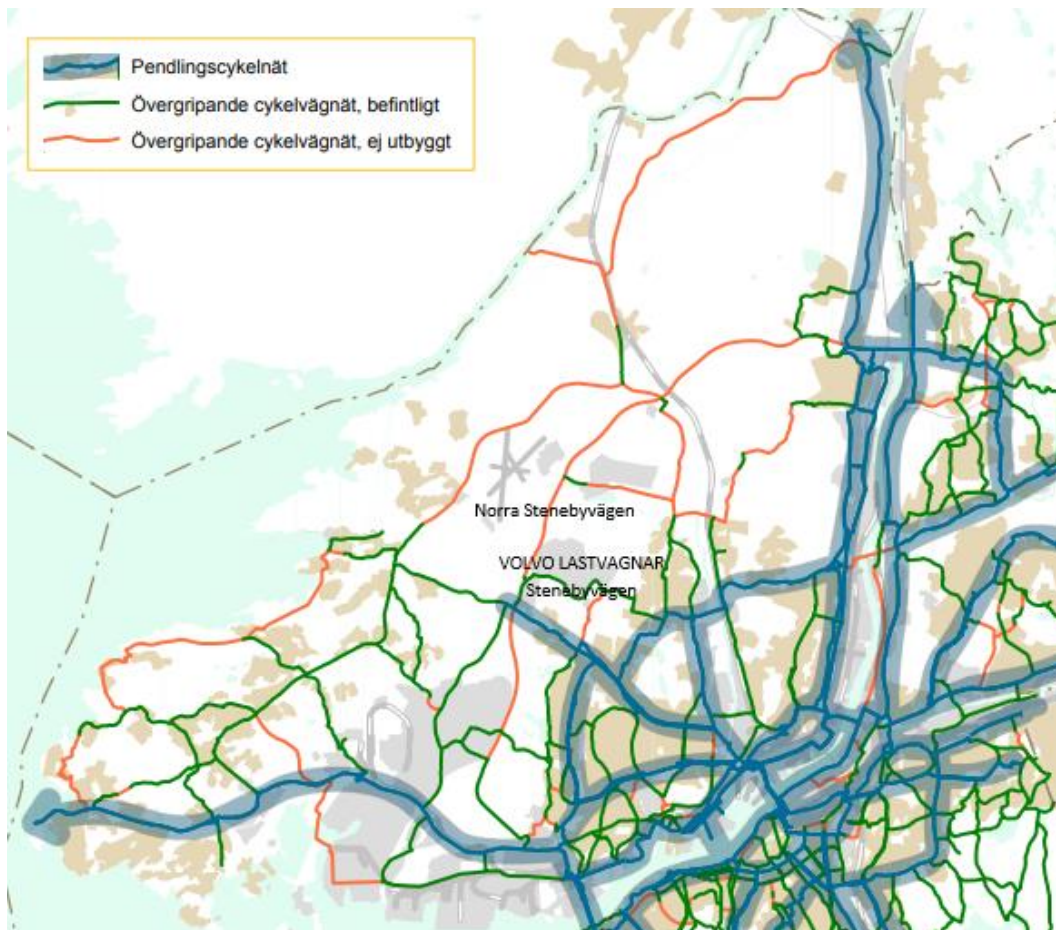 Pendlingscykelnät
Övergripande cykelvägnät, befintligt
Övergripande cykelvägnät, ej utbyggt
Norra Stenebyvägen
VOLVO LASTVAGNAR
Stenebyvägen